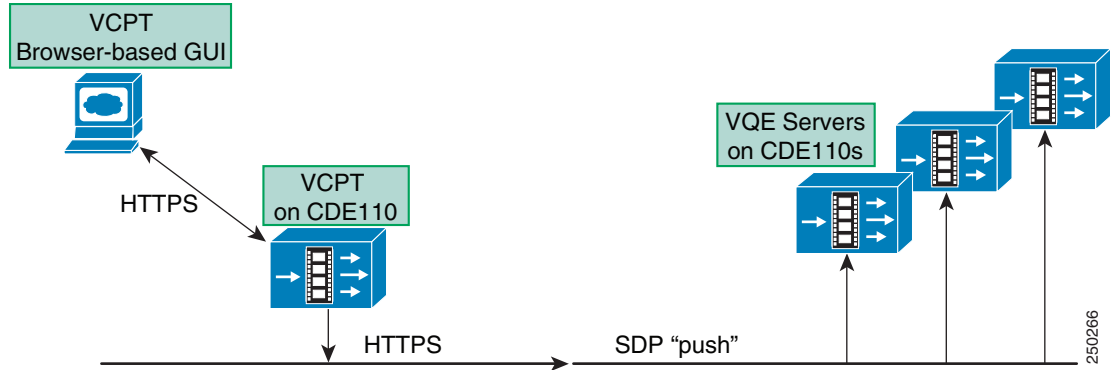 VCPT
Browser-based GUI
HTTPS
VCPT
on CDE110
VQE Servers
on CDE110s
HTTPS
SDP “push”
250266